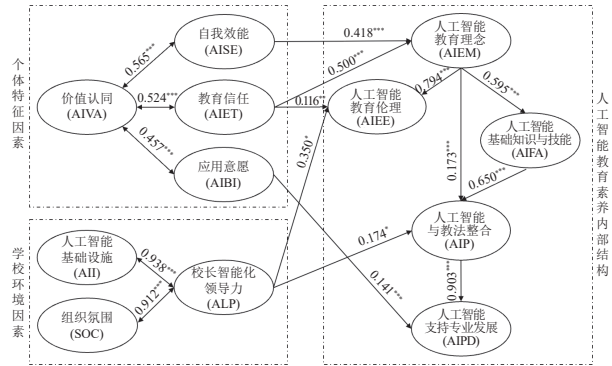 个体特征因素
价值认同
(AIVA)
自我效能
(AISE)
教育信任
(AIET)
应用意愿
(AIBI)
0.565***
0.524***
0.457***
0.418***
0.500***
0.116**
0.350*
学校环境因素
人工智能
基础设施
(AII)
组织氛围
(SOC)
校长智能化
领导力
(ALP)
0.938***
0.912***
0.174*
0.141***
人工智能教育素养内部结构
人工智能
教育理念
(AIEM)
人工智能
教育伦理
(AIEE)
0.794***
0.595***
人工智能
基础知识与技能
(AIFA)
0.173***
0.650***
人工智能
与教法整合
(AIP)
0.903***
人工智能
支持专业发展
(AIPD)